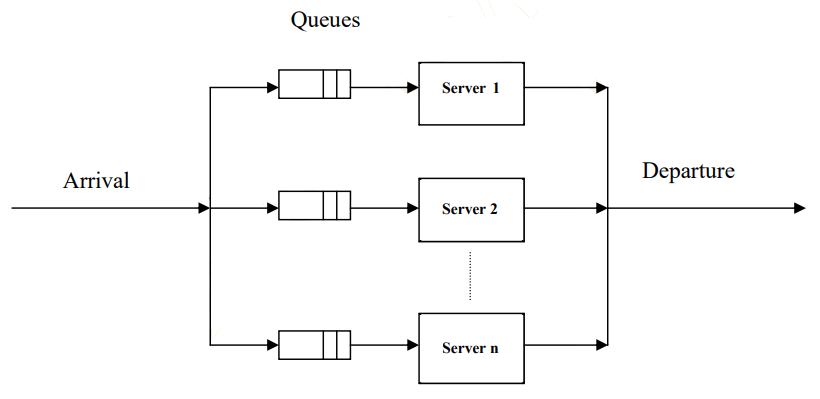 Queues
Server 1
Arrival
Departure
Server 2
Server n